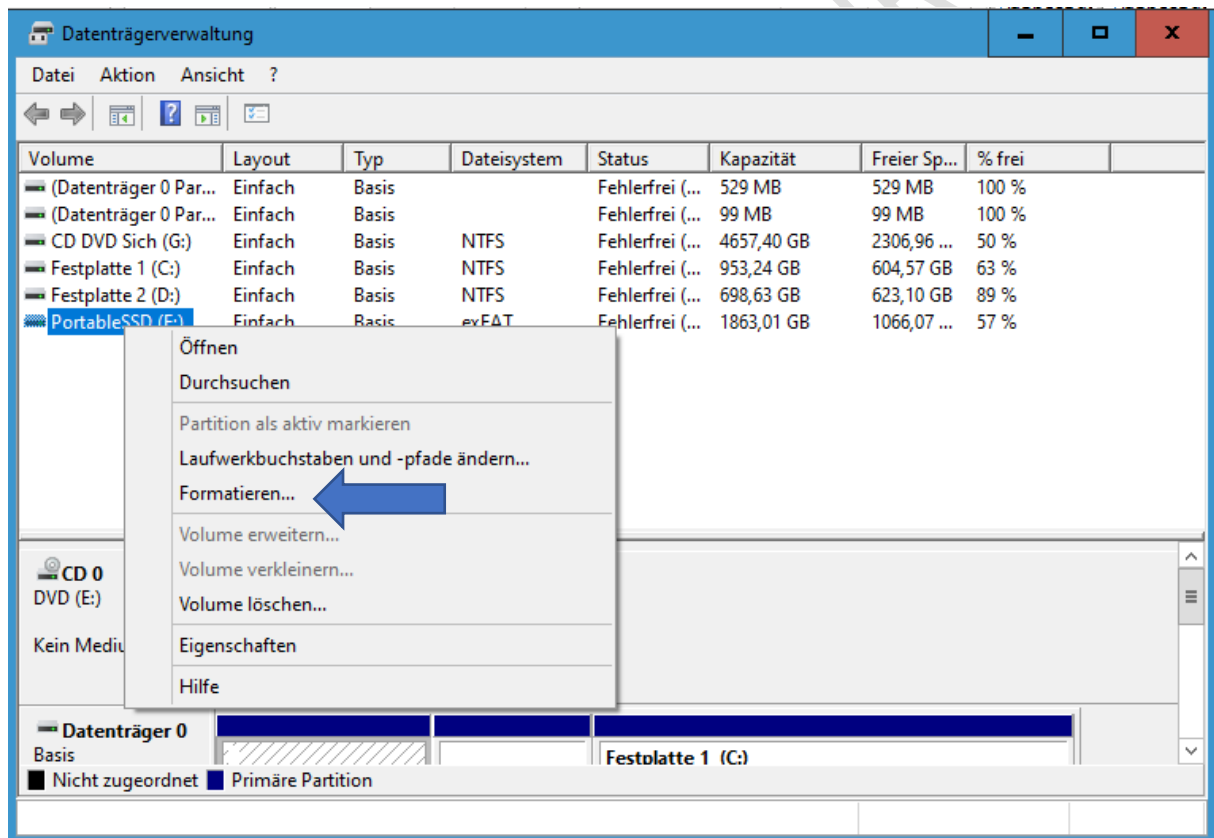 Datenträgerverwaltung
Datei Aktion Ansicht ?
Volume Layout Typ Dateisystem Status Kapazität Freier Sp... % frei
(Datenträger 0 Par... Einfach Basis Fehlerfrei (... 529 MB 529 MB 100 %
(Datenträger 0 Par... Einfach Basis Fehlerfrei (... 99 MB 99 MB 100 %
CD DVD Sich (G:) Einfach Basis NTFS Fehlerfrei (... 4657,40 GB 2306,96 ... 50 %
Festplatte 1 (C:) Einfach Basis NTFS Fehlerfrei (... 953,24 GB 604,57 GB 63 %
Festplatte 2 (D:) Einfach Basis NTFS Fehlerfrei (... 698,63 GB 623,10 GB 89 %
PortableSSD (F:) Einfach Basis exFAT Fehlerfrei (... 1863,01 GB 1066,07 ... 57 %
Öffnen
Durchsuchen
Partition als aktiv markieren
Laufwerkbuchstaben und -pfade ändern...
Formatieren...
Volume erweitern...
Volume verkleinern...
Volume löschen...
Eigenschaften
Hilfe
CD 0
DVD (E:)
Kein Mediu
Datenträger 0
Basis
Festplatte 1 (C:)
Nicht zugeordnet Primäre Partition